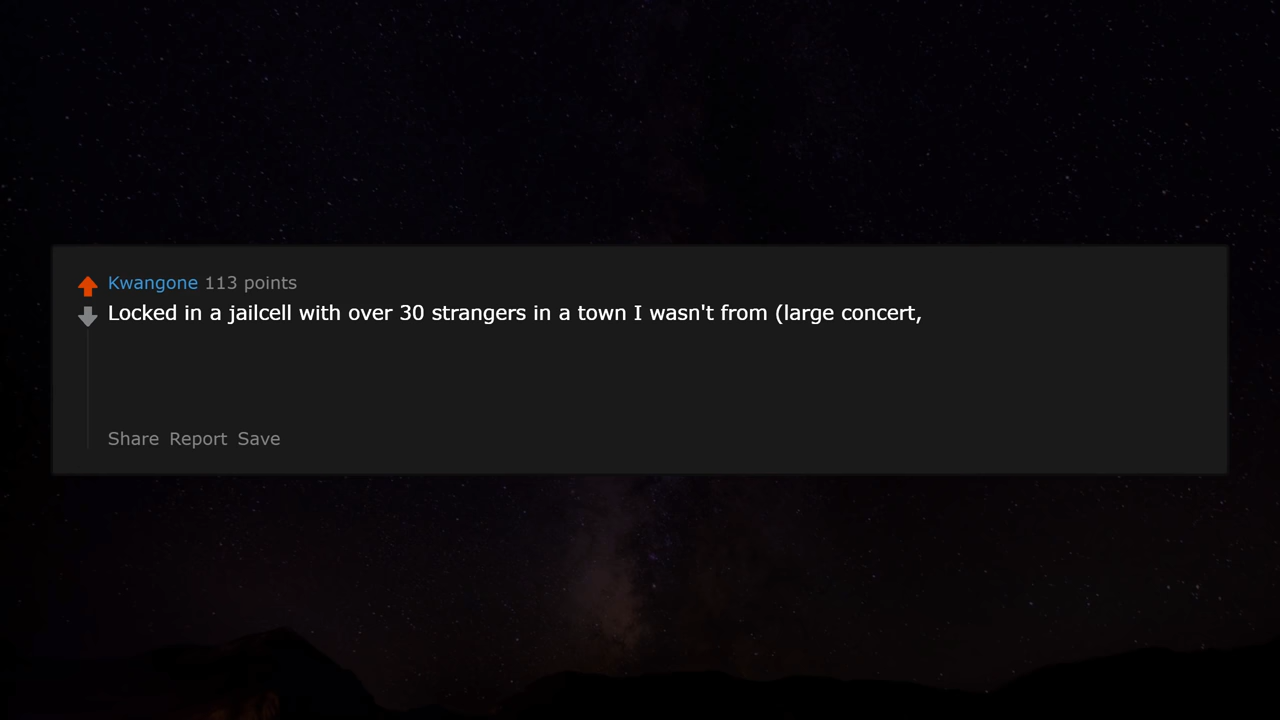 Kwangone 113 points
Locked in a jailcell with over 30 strangers in a town I wasn't from (large concert,
Share Report Save